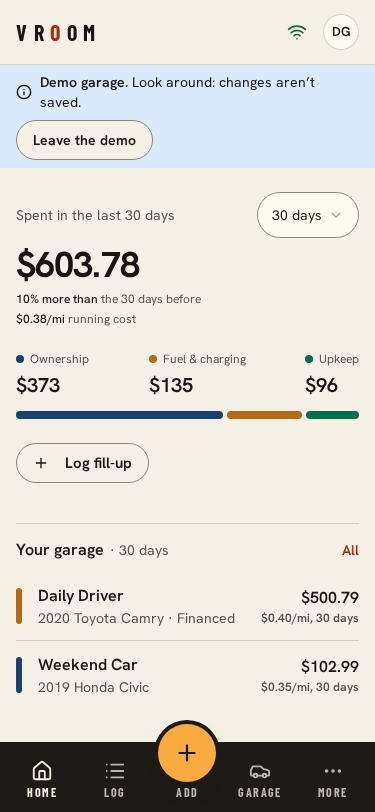 VROOM
DG
Demo garage. Look around: changes aren't
saved.
Leave the demo
Spent in the last 30 days
30 days
$603.78
10% more than the 30 days before
$0.38/mi running cost
Ownership
Fuel & charging
Upkeep
$373
$135
$96
Log fill-up
Your garage · 30 days
All
Daily Driver
$500.79
2020 Toyota Camry · Financed
$0.40/mi, 30 days
Weekend Car
$102.99
2019 Honda Civic
$0.35/mi, 30 days
HOME
LOG
ADD
GARAGE
MORE